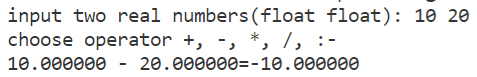 input two real numbers(float float): 10 20
choose operator +, -, *, /, :-
10.000000 - 20.000000=-10.000000